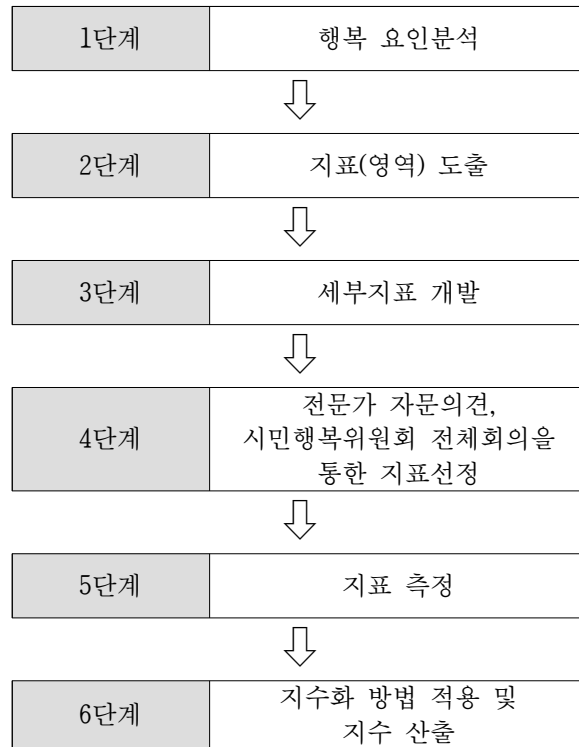 1단계
행복 요인분석
2단계
지표(영역) 도출
3단계
세부지표 개발
4단계
전문가 자문의견,
시민행복위원회 전체회의을
통한 지표선정
5단계
지표 측정
6단계
지수화 방법 적용 및
지수 산출